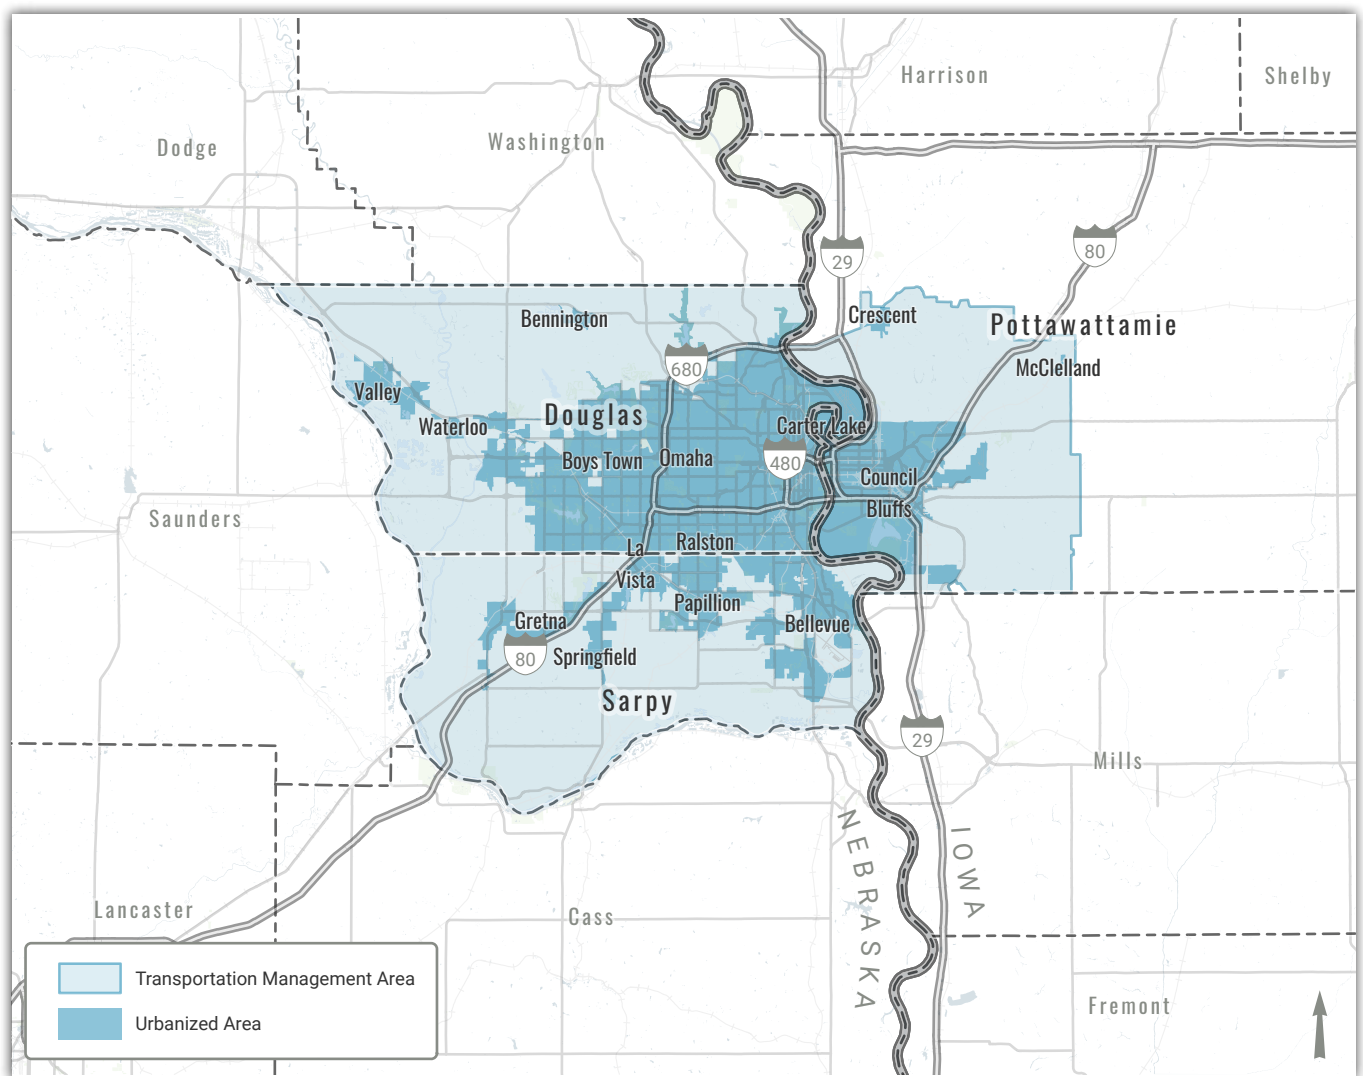 Harrison
Shelby
Dodge
Washington
80
29
Crescent
Bennington
Pottawattamie
McClelland
680
Valley
Douglas
Waterloo
Carter Lake
Boys Town
Omaha
480
Council
Bluffs
Saunders
La
Vista
Ralston
Papillion
Gretna
Bellevue
80
Springfield
Sarpy
29
Mills
NEBRASKA
IOWA
Lancaster
Cass
Transportation Management Area
Urbanized Area
Fremont